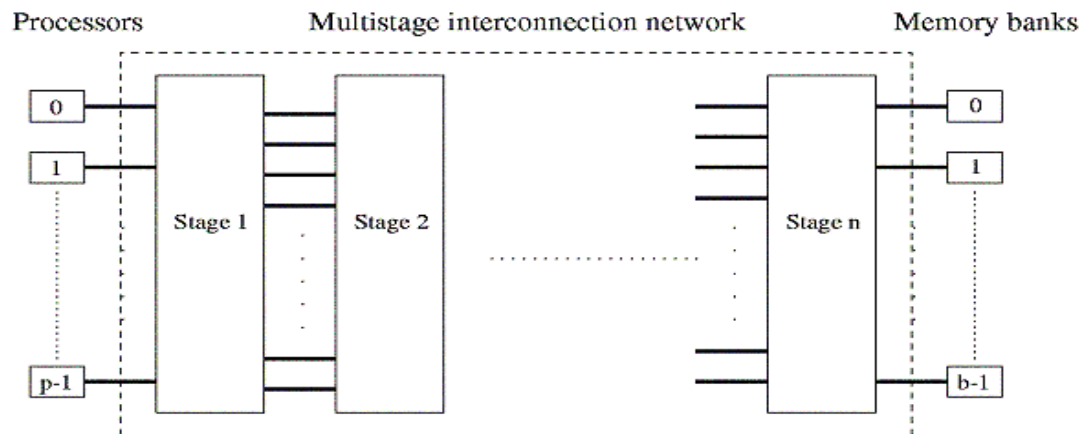 Processors Multistage interconnection network Memory banks
0 0
1 1
Stage 1 Stage 2 Stage n
p-1 b-1